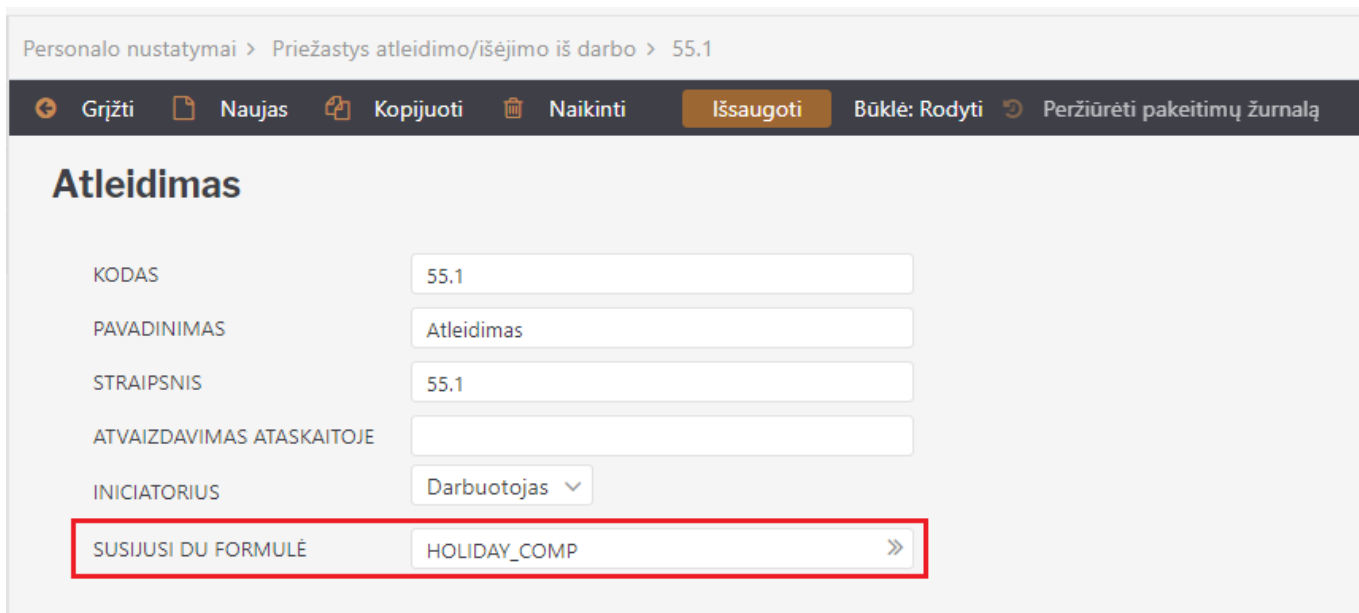 Personalo nustatymai > Priežastys atleidimo/išėjimo iš darbo > 55.1
Grįžti Naujas Kopijuoti Naikinti Išsaugoti Būklė: Rodyti Peržiūrėti pakeitimų žurnalą
Atleidimas
KODAS 55.1
PAVADINIMAS Atleidimas
STRAIPSNIS 55.1
ATVAIZDAVIMAS ATASKAITOJE
INICIATORIUS Darbuotojas
SUSIJUSI DU FORMULĖ HOLIDAY_COMP